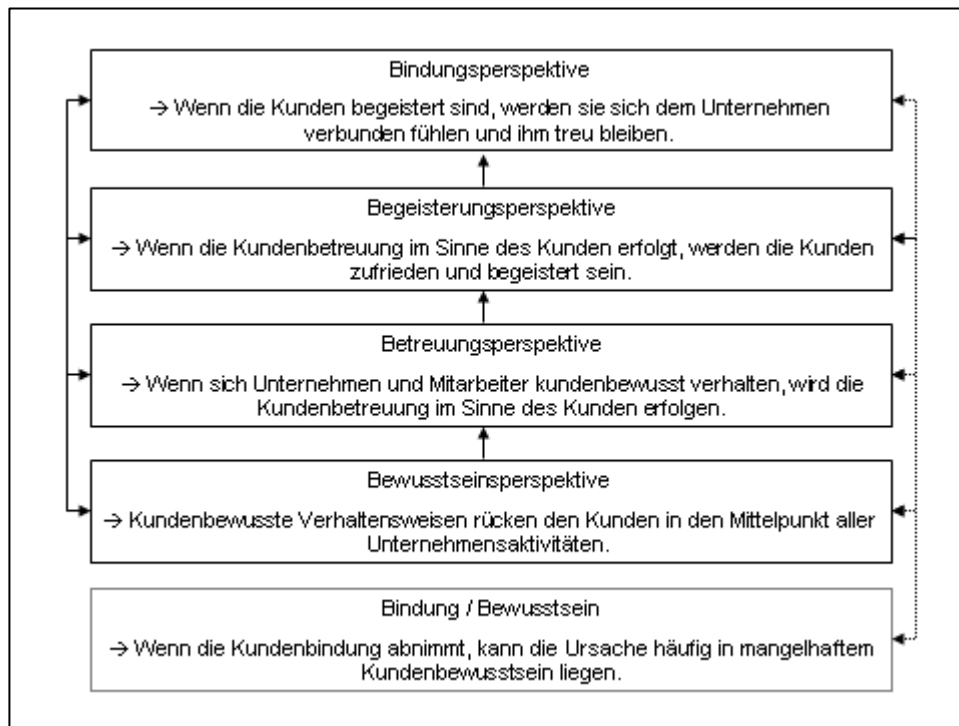 Bindungsperspektive
→ Wenn die Kunden begeistert sind, werden sie sich dem Unternehmen
verbunden fühlen und ihm treu bleiben.
Begeisterungsperspektive
→ Wenn die Kundenbetreuung im Sinne des Kunden erfolgt, werden die Kunden
zufrieden und begeistert sein.
Betreuungsperspektive
→ Wenn sich Unternehmen und Mitarbeiter kundenbewusst verhalten, wird die
Kundenbetreuung im Sinne des Kunden erfolgen.
Bewusstseinsperspektive
→ Kundenbewusste Verhaltensweisen rücken den Kunden in den Mittelpunkt aller
Unternehmensaktivitäten.
Bindung / Bewusstsein
→ Wenn die Kundenbindung abnimmt, kann die Ursache häufig in mangelhaftem
Kundenbewusstsein liegen.